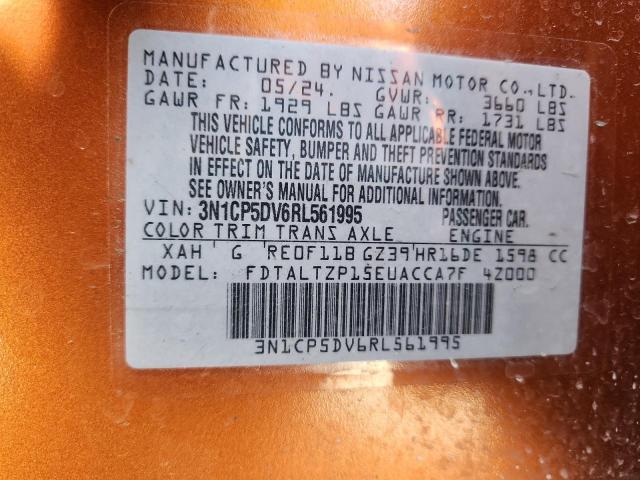 MANUFACTURED BY NISSAN MOTOR CO.,LTD.
DATE: 05/24. GVWR: 3660 LBS
GAWR FR: 1929 LBS GAWR RR: 1731 LBS
THIS VEHICLE CONFORMS TO ALL APPLICABLE FEDERAL MOTOR
VEHICLE SAFETY, BUMPER AND THEFT PREVENTION STANDARDS
IN EFFECT ON THE DATE OF MANUFACTURE SHOWN ABOVE.
SEE OWNER'S MANUAL FOR ADDITIONAL INFORMATION.
VIN: 3N1CP5DV6RL561995 PASSENGER CAR.
COLOR TRIM TRANS AXLE ENGINE
XAH G RE0F11B GZ39 HR16DE 1598 CC
MODEL: FDTALTZP15EUACCA7F 4Z000
3N1CP5DV6RL561995